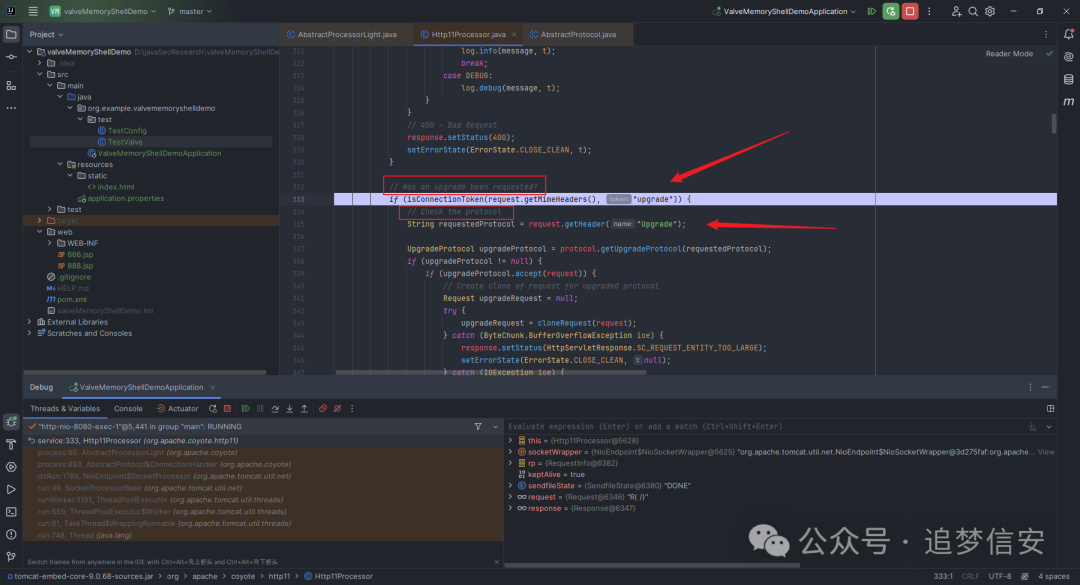 VM valveMemoryShellDemo master ValveMemoryShellDemoApplication
Project
AbstractProcessorLight.java Http11Processor.java AbstractProtocol.java
Reader Mode
valveMemoryShellDemo D:\javaSecResearch\valveMemoryShellDe
.idea
src
main
java
org.example.valvememoryshelldemo
test
TestConfig
TestValve
ValveMemoryShellDemoApplication
resources
static
index.html
application.properties
test
target
web
WEB-INF
666.jsp
888.jsp
.gitignore
HELP.md
pom.xml
valveMemoryShellDemo.iml
External Libraries
Scratches and Consoles
321 log.info(message, t);
322 break;
323 case DEBUG:
324 log.debug(message, t);
325 }
326 }
327 // 400 - Bad Request
328 response.setStatus(400);
329 setErrorState(ErrorState.CLOSE_CLEAN, t);
330 }
331
332 // Has an upgrade been requested?
333 if (isConnectionToken(request.getMimeHeaders(), token: "upgrade")) {
334 // Check the protocol
335 String requestedProtocol = request.getHeader( name: "Upgrade");
336
337 UpgradeProtocol upgradeProtocol = protocol.getUpgradeProtocol(requestedProtocol);
338 if (upgradeProtocol != null) {
339 if (upgradeProtocol.accept(request)) {
340 // Create clone of request for upgraded protocol
341 Request upgradeRequest = null;
342 try {
343 upgradeRequest = cloneRequest(request);
344 } catch (ByteChunk.BufferOverflowException ioe) {
345 response.setStatus(HttpServletResponse.SC_REQUEST_ENTITY_TOO_LARGE);
346 setErrorState(ErrorState.CLOSE_CLEAN, t: null);
347 } catch (IOException ioe) {
Debug ValveMemoryShellDemoApplication
Threads & Variables Console Actuator
"http-nio-8080-exec-1"@5,441 in group "main": RUNNING
service:333, Http11Processor (org.apache.coyote.http11)
process:65, AbstractProcessorLight (org.apache.coyote)
process:893, AbstractProtocol$ConnectionHandler (org.apache.coyote)
doRun:1789, NioEndpoint$SocketProcessor (org.apache.tomcat.util.net)
run:49, SocketProcessorBase (org.apache.tomcat.util.net)
runWorker:1191, ThreadPoolExecutor (org.apache.tomcat.util.threads)
run:659, ThreadPoolExecutor$Worker (org.apache.tomcat.util.threads)
run:61, TaskThread$WrappingRunnable (org.apache.tomcat.util.threads)
run:748, Thread (java.lang)
Switch frames from anywhere in the IDE with Ctrl+Alt+向上箭头 and Ctrl+Alt+向下箭头
Evaluate expression (Enter) or add a watch (Ctrl+Shift+Enter)
this = {Http11Processor@5628}
socketWrapper = {NioEndpoint$NioSocketWrapper@5625} "org.apache.tomcat.util.net.NioEndpoint$NioSocketWrapper@3d275faf:org.apache... View
rp = {RequestInfo@6382}
keptAlive = true
sendfileState = {SendfileState@6380} "DONE"
request = {Request@6346} "R( /)"
response = {Response@6347}
公众号 · 追梦信安
tomcat-embed-core-9.0.68-sources.jar > org > apache > coyote > http11 > Http11Processor
333:1 CRLF UTF-8 4 spaces